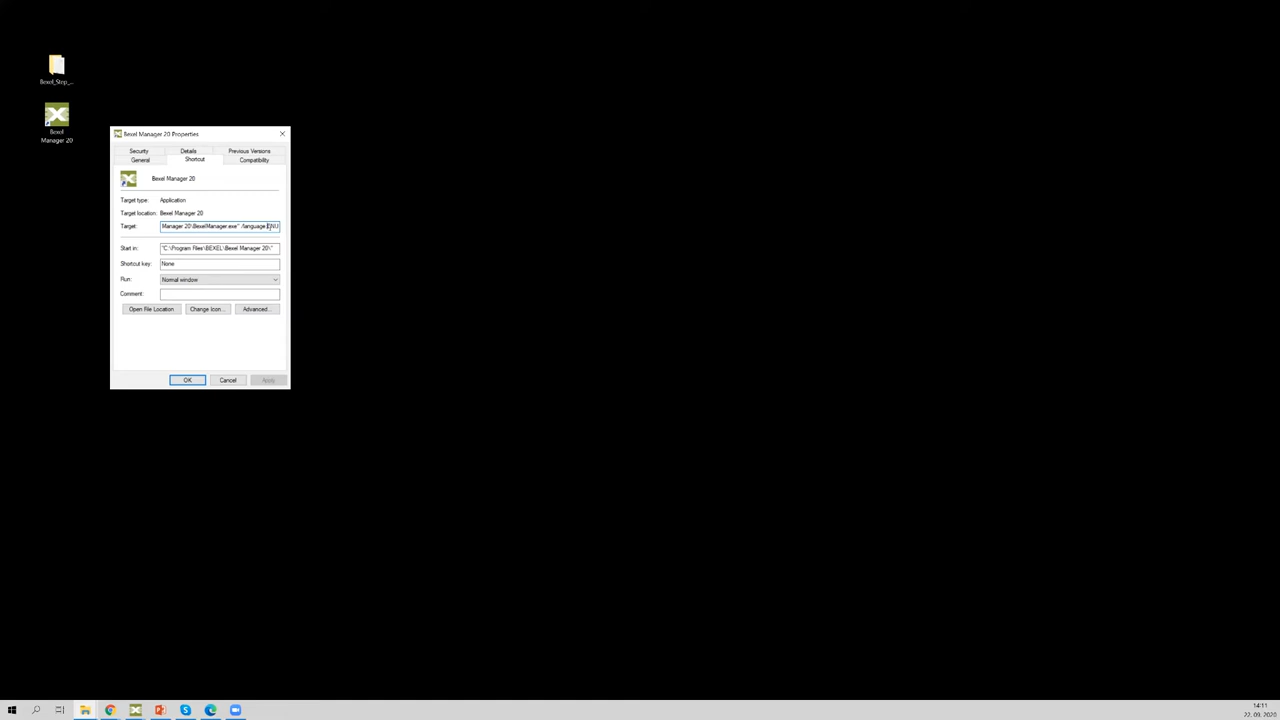 Bexel_Step_...
Bexel
Manager 20
Bexel Manager 20 Properties
Security
Details
Previous Versions
General
Shortcut
Compatibility
Bexel Manager 20
Target type:
Application
Target location:
Bexel Manager 20
Target:
Manager 20\BexelManager.exe" /language ENU
Start in:
"C:\Program Files\BEXEL\Bexel Manager 20\"
Shortcut key:
None
Run:
Normal window
Comment:
Open File Location
Change Icon...
Advanced...
OK
Cancel
Apply
14:11
22. 09. 2020